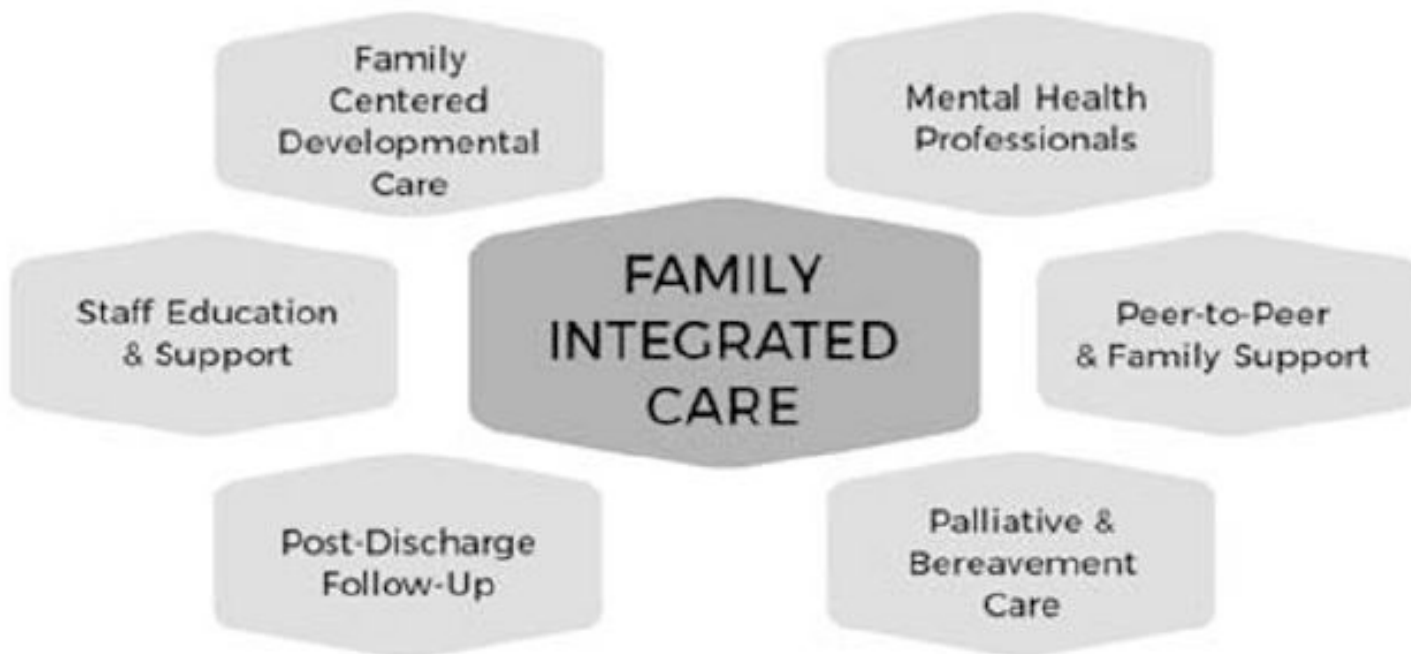 Family
Centered
Developmental
Care
Mental Health
Professionals
Staff Education
& Support
FAMILY
INTEGRATED
CARE
Peer-to-Peer
& Family Support
Post-Discharge
Follow-Up
Palliative &
Bereavement
Care